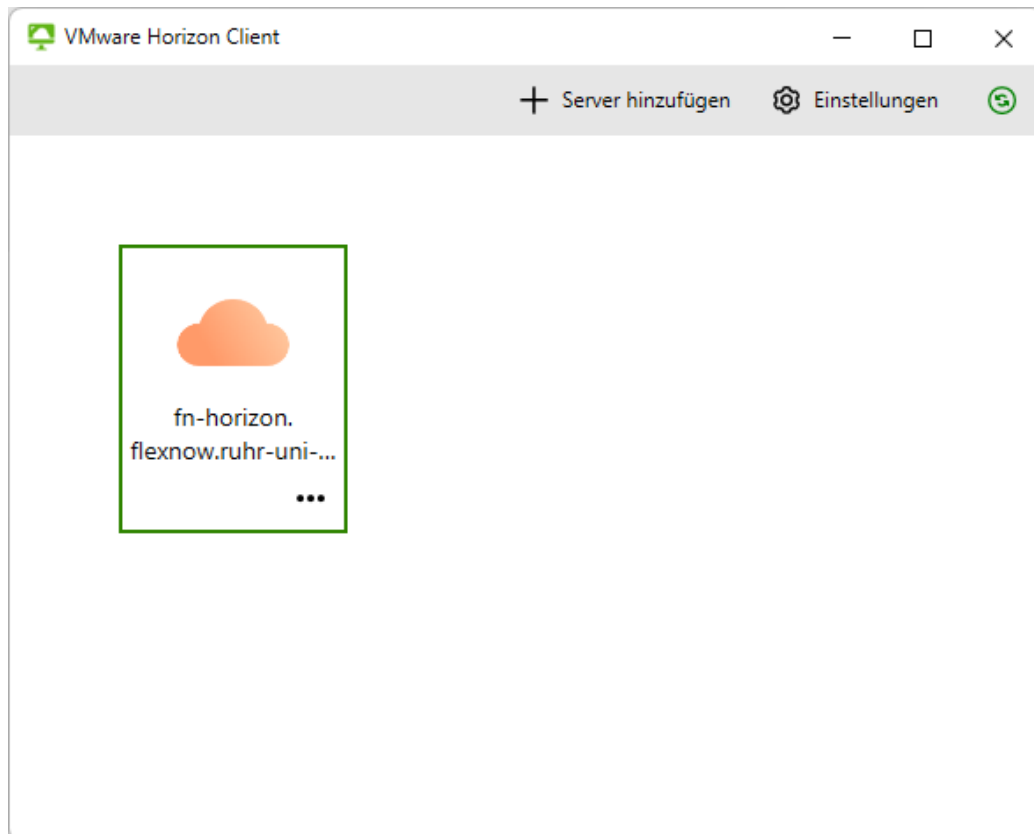 VMware Horizon Client
Server hinzufügen Einstellungen
fn-horizon.
flexnow.ruhr-uni-...